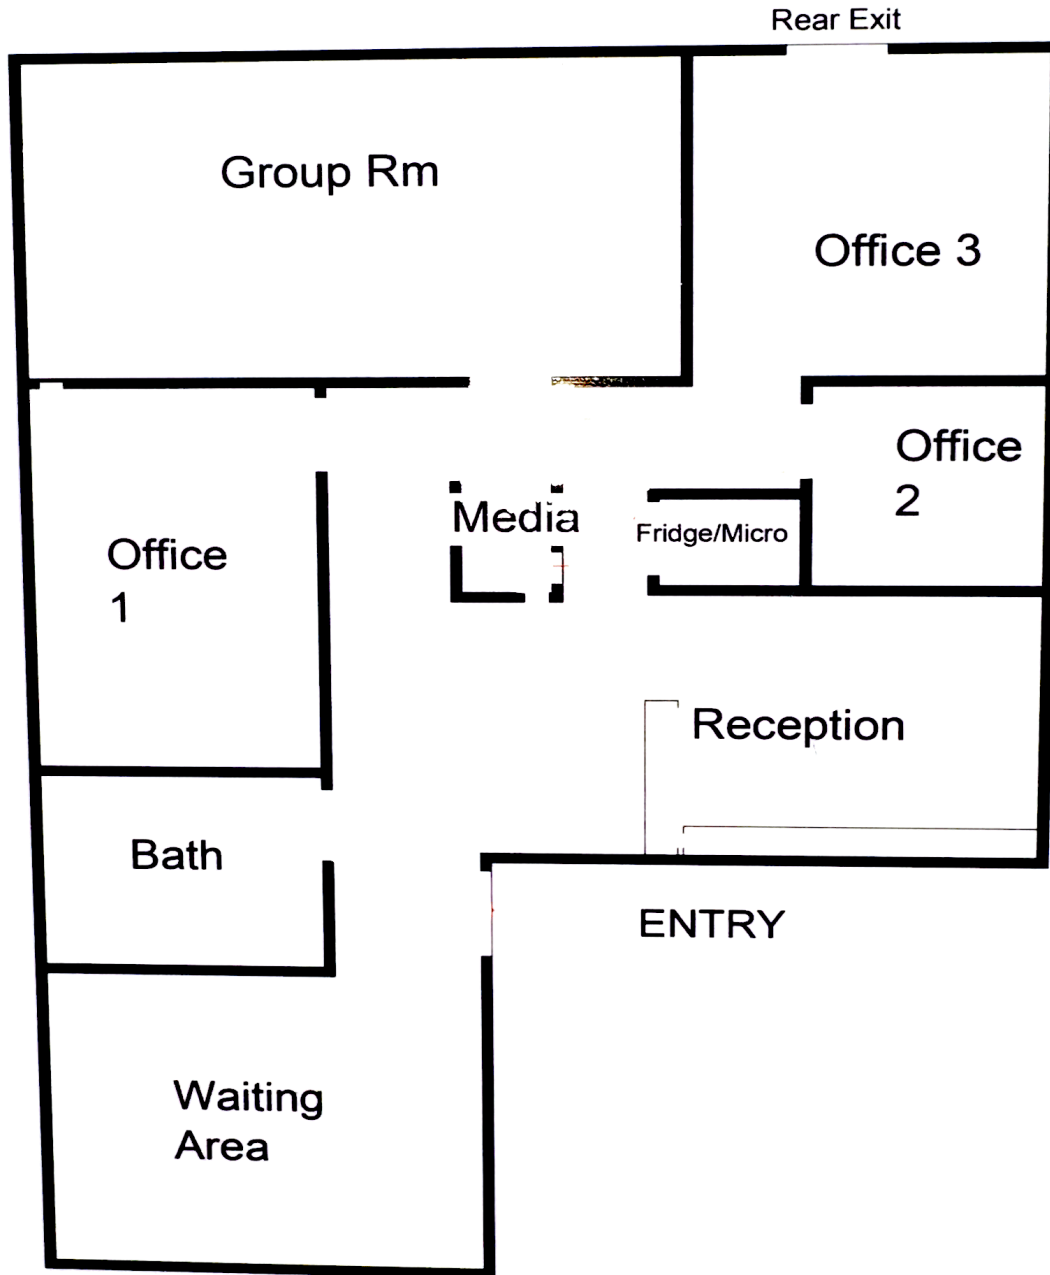 Rear Exit
Group Rm
Office 3
Office
2
Media
Fridge/Micro
Office
1
Reception
Bath
ENTRY
Waiting
Area